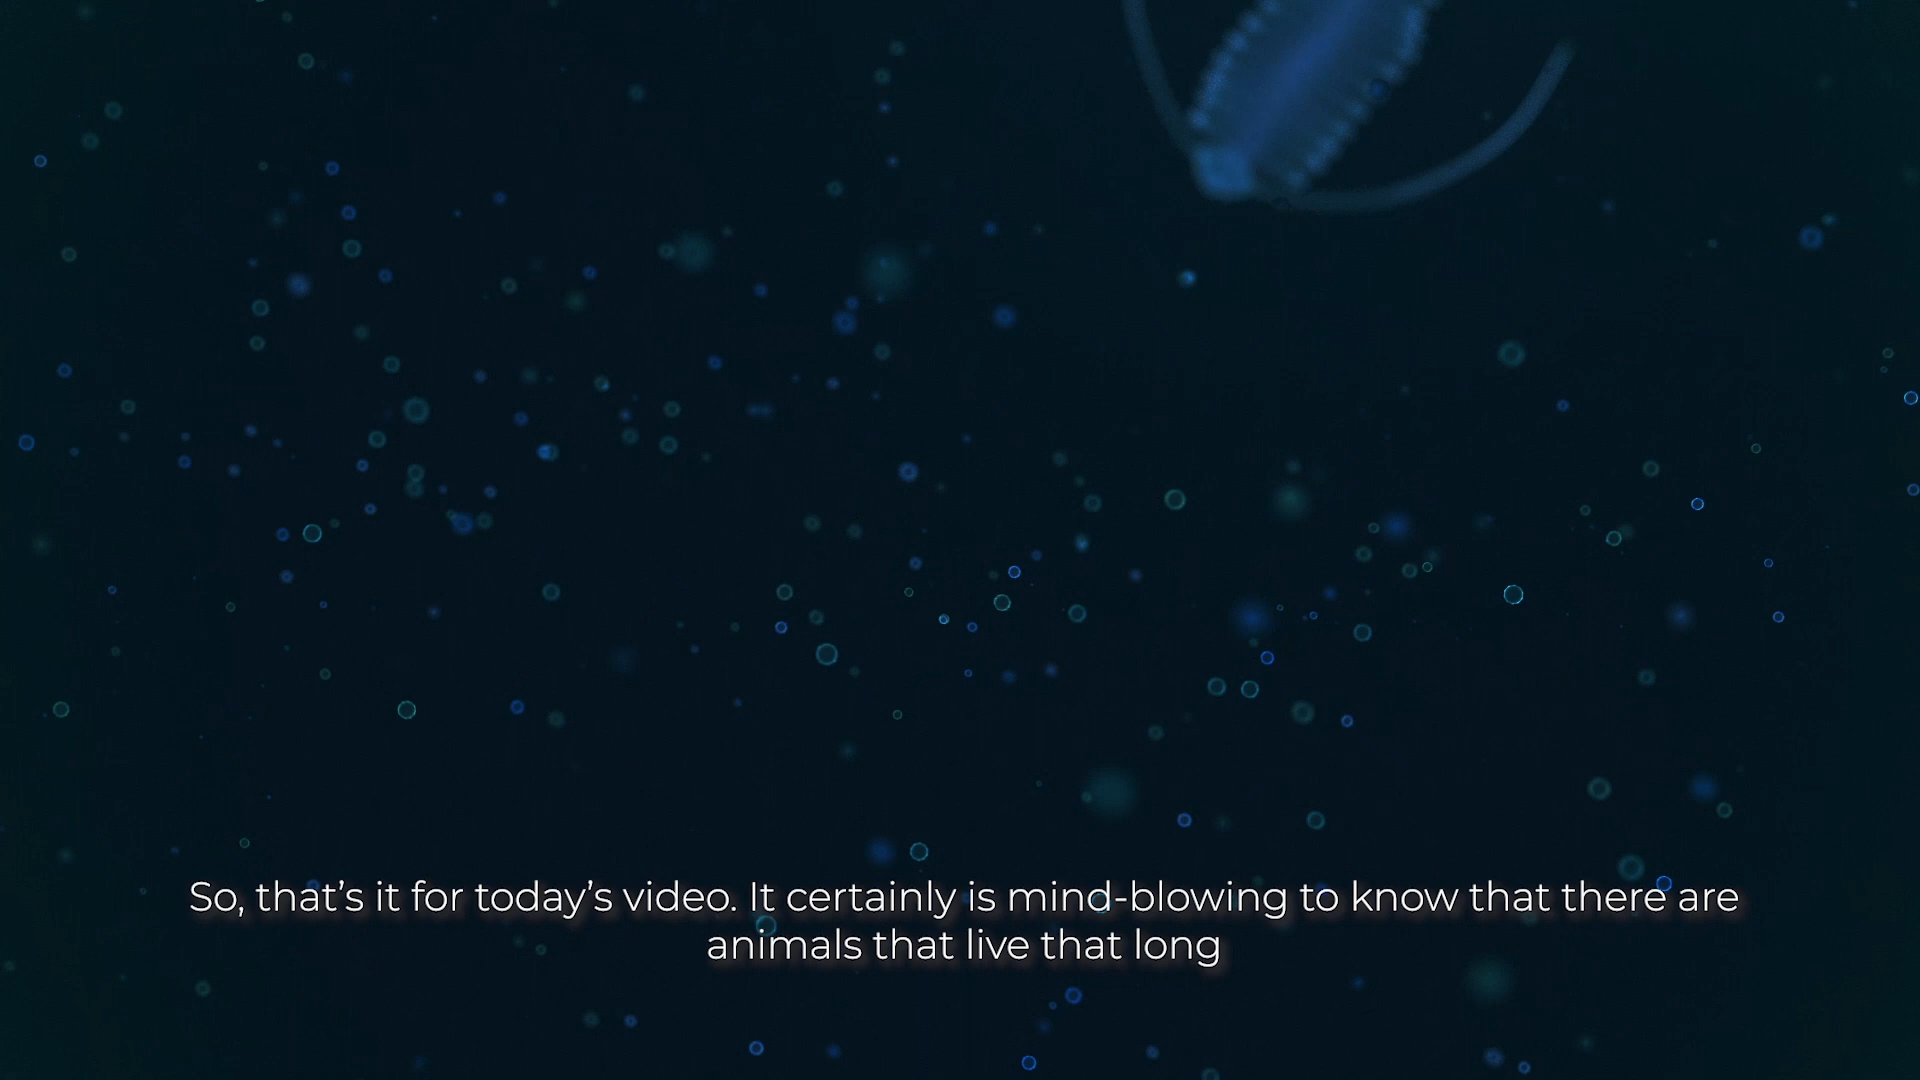 So, that’s it for today’s video. It certainly is mind-blowing to know that there are
animals that live that long